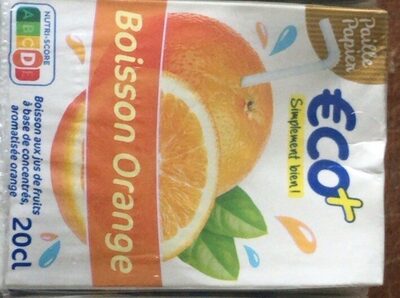 Paille
Papier
€co+
Simplement bien !
Boisson Orange
NUTRI-SCORE
A B C D E
Boisson aux jus de fruits
à base de concentrés,
aromatisée orange
20cl